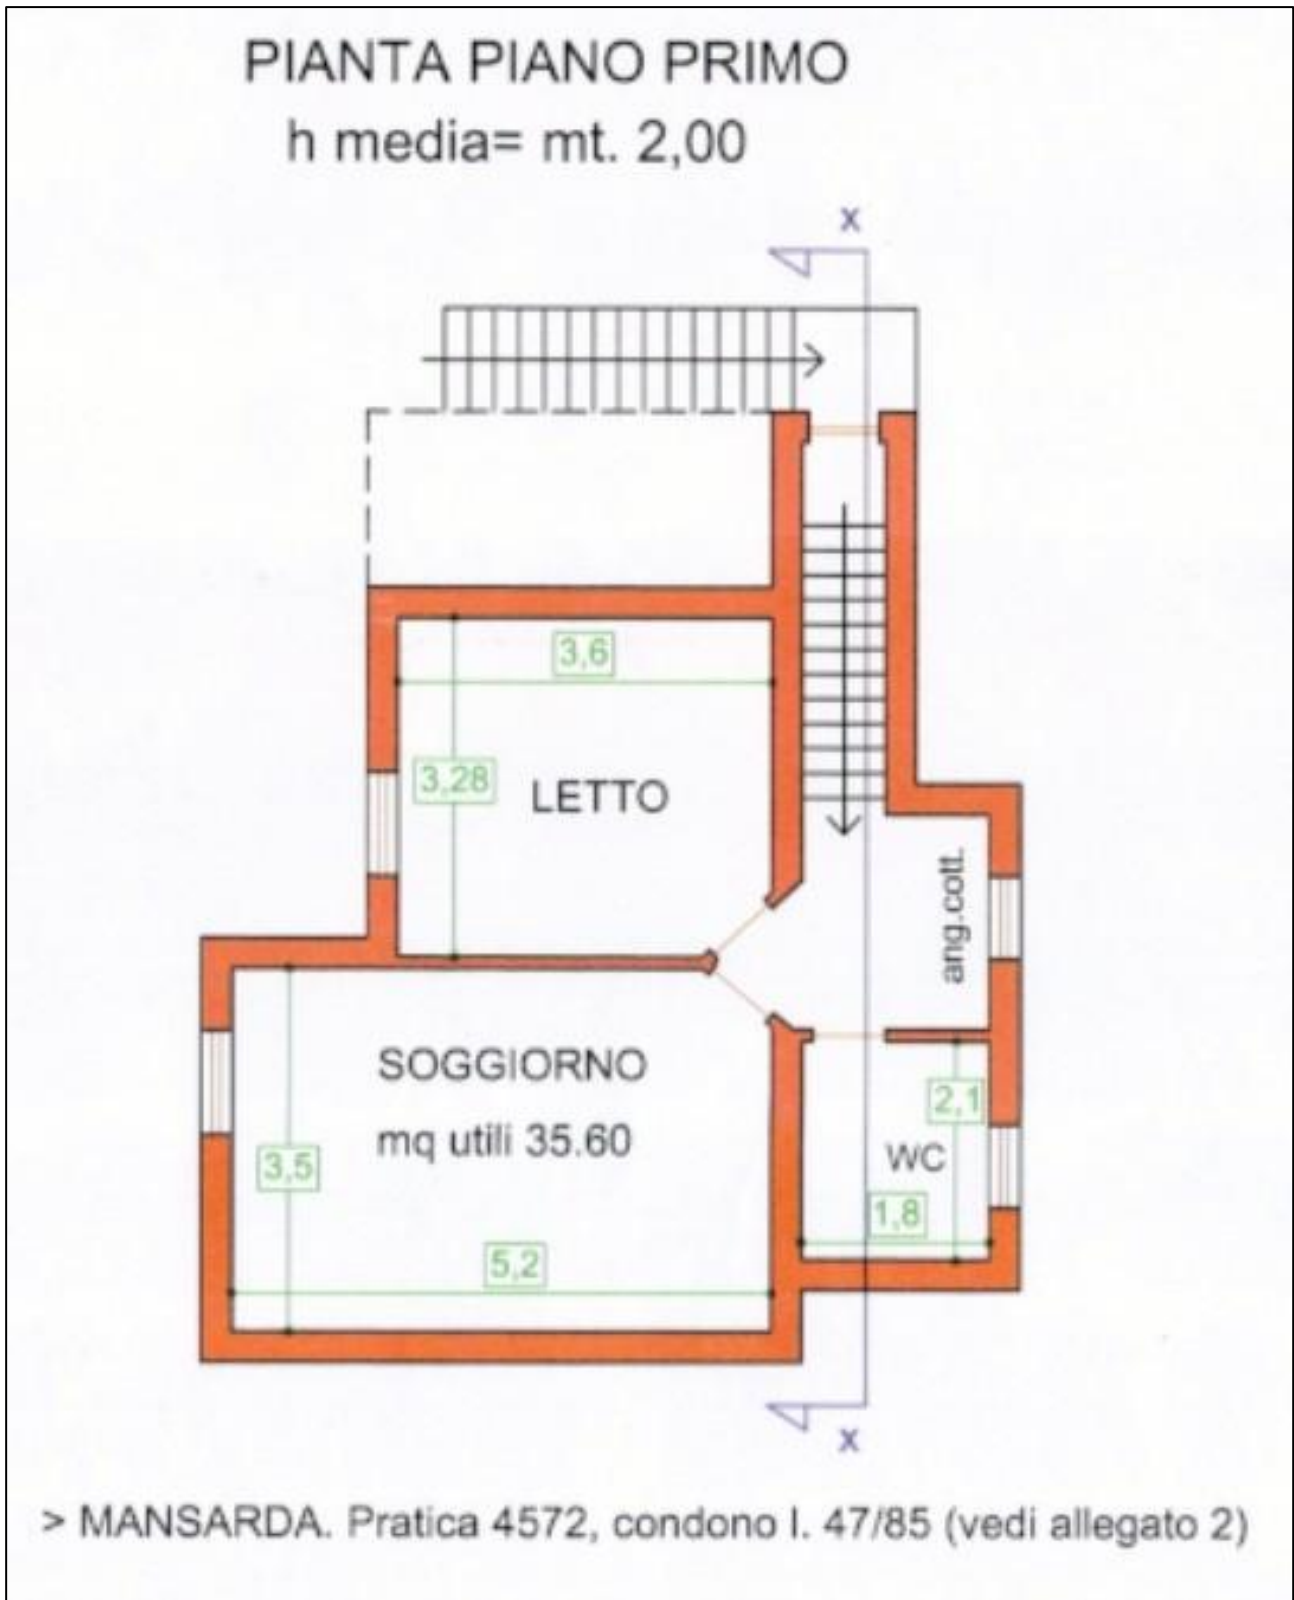 PIANTA PIANO PRIMO
h media= mt. 2,00
x
3,6
3,28
LETTO
ang.cott.
SOGGIORNO
mq utili 35.60
2,1
3,5
WC
1,8
5,2
x
> MANSARDA. Pratica 4572, condono l. 47/85 (vedi allegato 2)